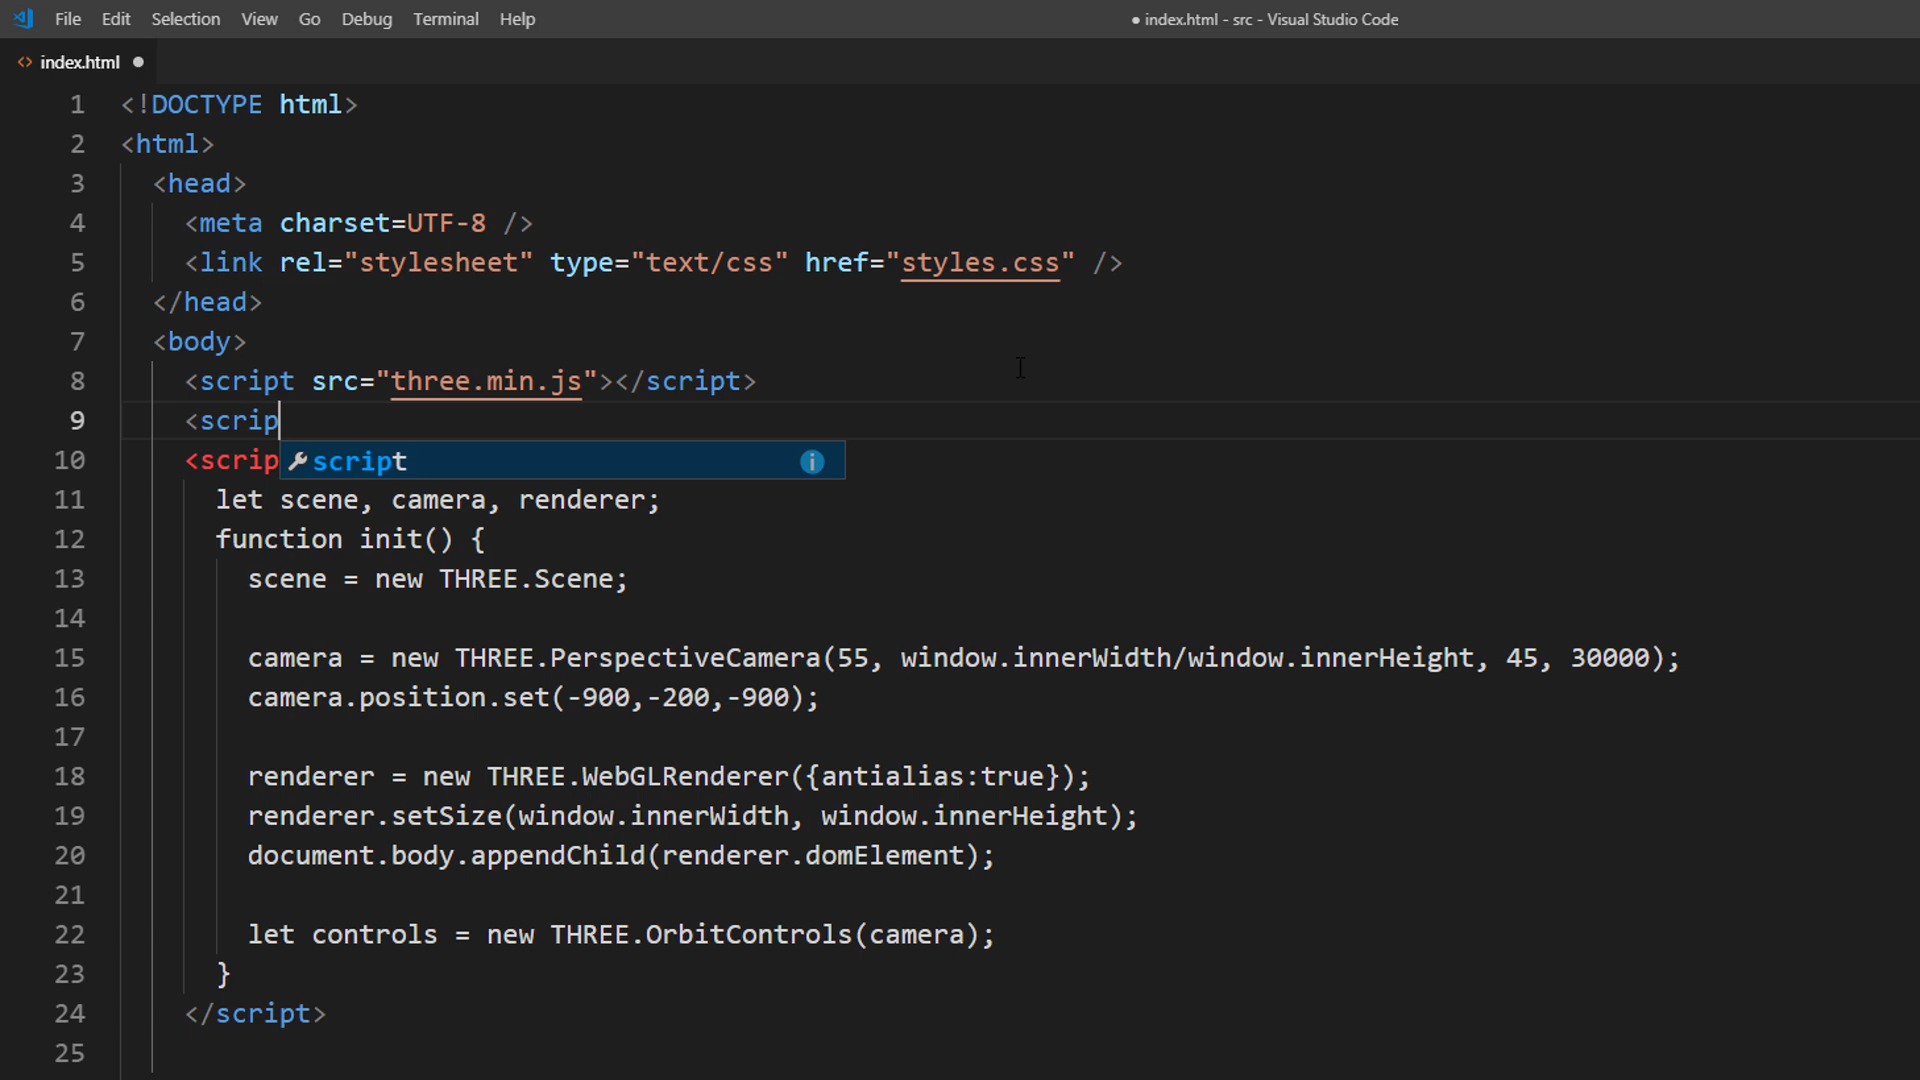 File Edit Selection View Go Debug Terminal Help
● index.html - src - Visual Studio Code
<> index.html ●
1 <!DOCTYPE html>
2 <html>
3 <head>
4 <meta charset=UTF-8 />
5 <link rel="stylesheet" type="text/css" href="styles.css" />
6 </head>
7 <body>
8 <script src="three.min.js"></script>
9 <scrip
10 <scrip script
11 let scene, camera, renderer;
12 function init() {
13 scene = new THREE.Scene;
14
15 camera = new THREE.PerspectiveCamera(55, window.innerWidth/window.innerHeight, 45, 30000);
16 camera.position.set(-900,-200,-900);
17
18 renderer = new THREE.WebGLRenderer({antialias:true});
19 renderer.setSize(window.innerWidth, window.innerHeight);
20 document.body.appendChild(renderer.domElement);
21
22 let controls = new THREE.OrbitControls(camera);
23 }
24 </script>
25